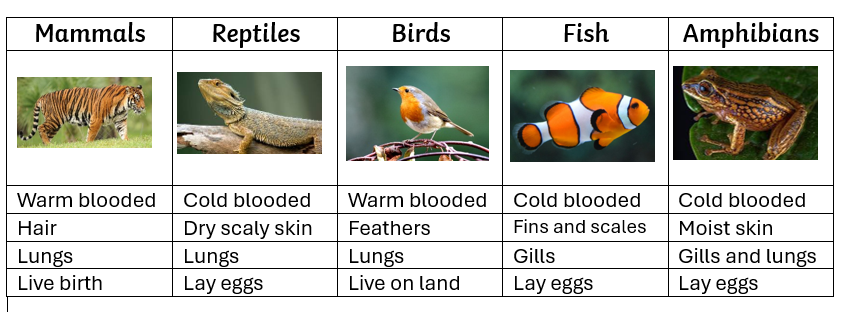 Mammals Reptiles Birds Fish Amphibians
Warm blooded Cold blooded Warm blooded Cold blooded Cold blooded
Hair Dry scaly skin Feathers Fins and scales Moist skin
Lungs Lungs Lungs Gills Gills and lungs
Live birth Lay eggs Live on land Lay eggs Lay eggs